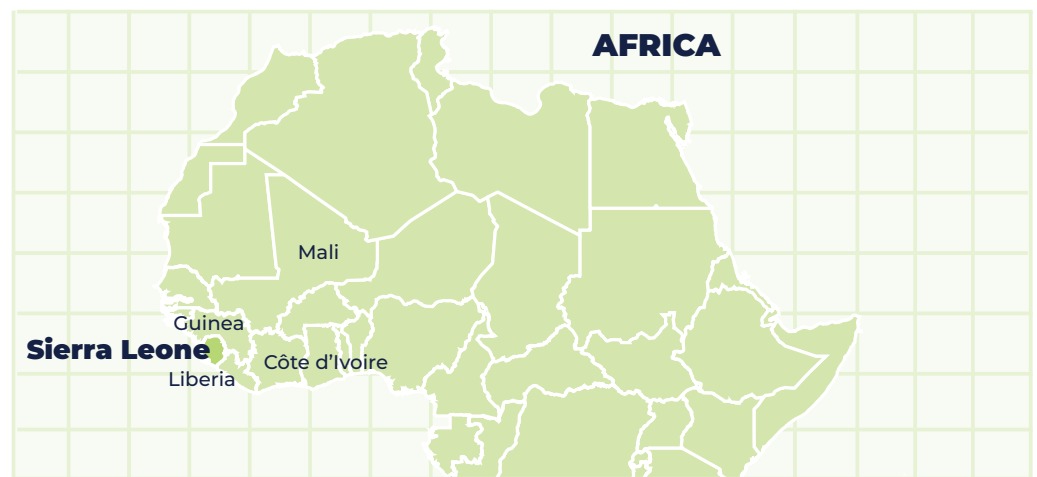 AFRICA
Mali
Guinea
Sierra Leone
Côte d’Ivoire
Liberia